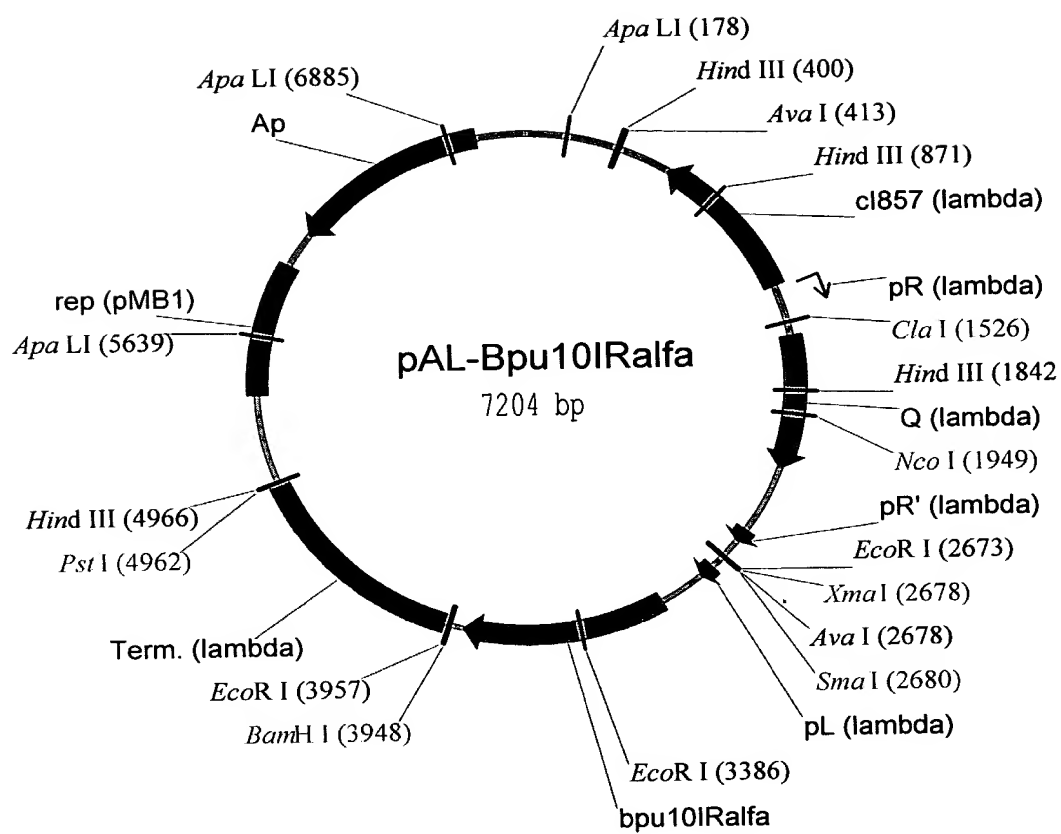 Apa LI (178)
Hind III (400)
Apa LI (6885)
Ava I (413)
Ap
Hind III (871)
cI857 (lambda)
pR (lambda)
rep (pMB1)
Cla I (1526)
Apa LI (5639)
pAL-Bpu10IRalfa
7204 bp
Hind III (1842
Q (lambda)
Nco I (1949)
pR' (lambda)
Hind III (4966)
EcoR I (2673)
Pst I (4962)
Xma I (2678)
Ava I (2678)
Term. (lambda)
Sma I (2680)
EcoR I (3957)
pL (lambda)
BamH I (3948)
EcoR I (3386)
bpu10IRalfa